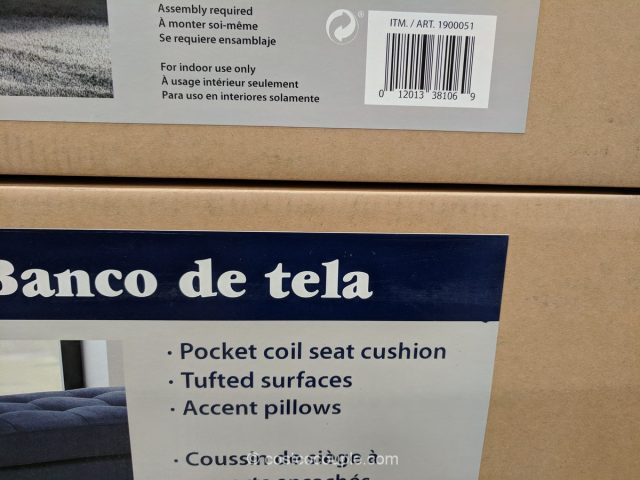 Assembly required
À monter soi-même
Se requiere ensamblaje
For indoor use only
À usage intérieur seulement
Para uso en interiores solamente
ITM. / ART. 1900051
0 12013 38106 9
Banco de tela
· Pocket coil seat cushion
· Tufted surfaces
· Accent pillows
· Coussin de siège à
© costcocouple.com